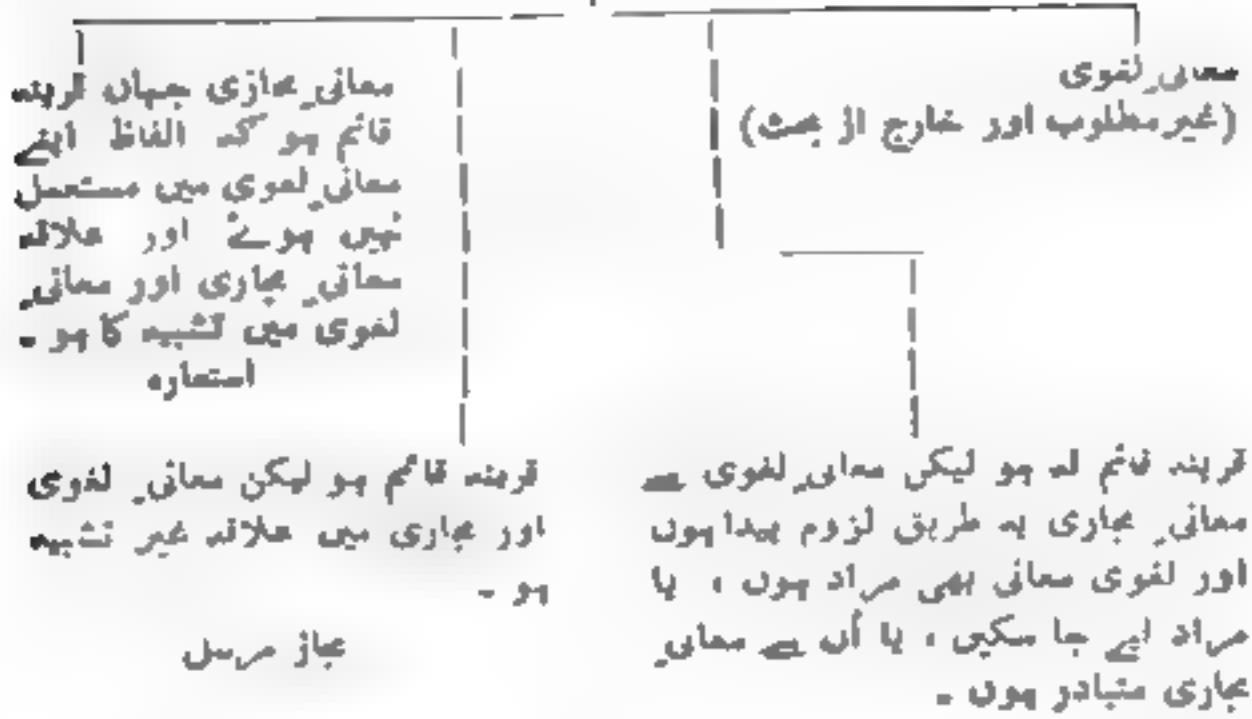 معانی لغوی
(غیر مطلوب اور خارج از بحث)
معانی مجازی جہاں قرینہ
قائم ہو کہ الفاظ اپنے
معانی لغوی میں مستعمل
نہیں ہوئے اور علاقہ
معانی مجازی اور معانی
لغوی میں تشبیہ کا ہو ۔
استعارہ
قرینہ قائم نہ ہو لیکن معانی لغوی سے
معانی مجازی بہ طریق لزوم پیدا ہوں
اور لغوی معانی بھی مراد ہوں ، یا
مراد لیے جا سکیں ، یا اُن سے معانی
مجازی متبادر ہوں ۔
قرینہ قائم ہو لیکن معانی لغوی
اور مجازی میں علاقہ غیر تشبیہ
ہو ۔
مجاز مرسل